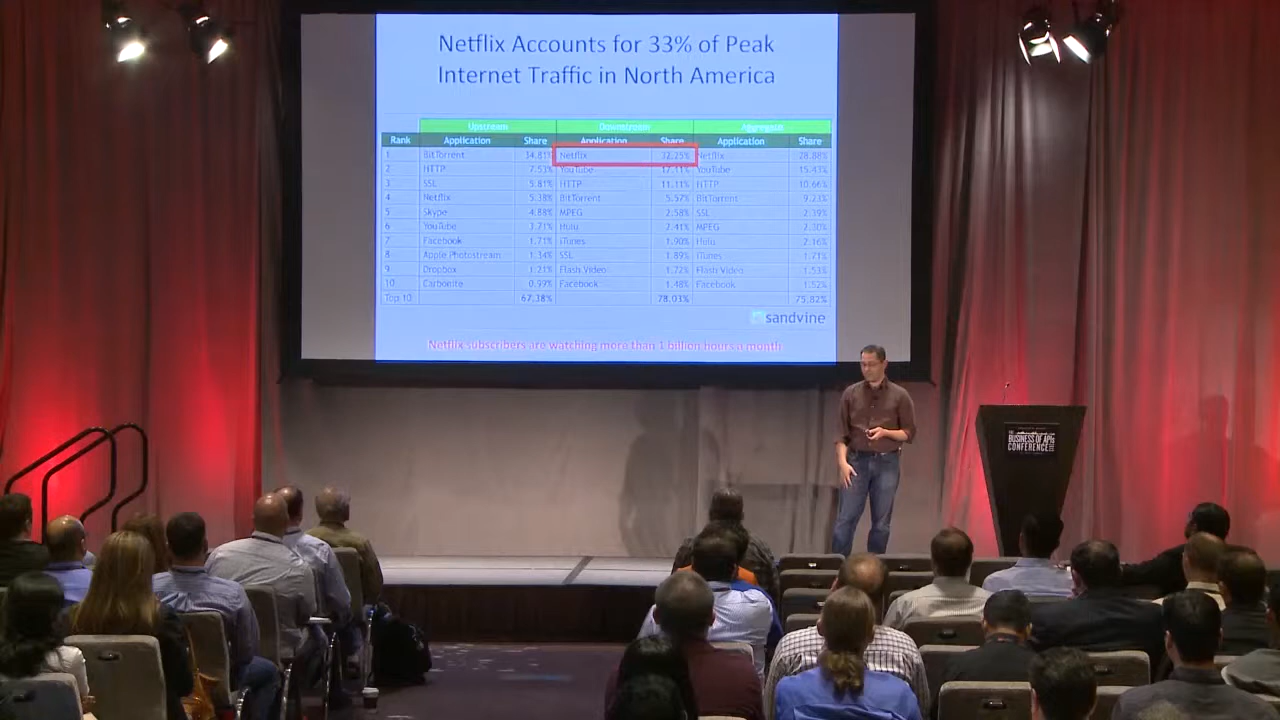 Netflix Accounts for 33% of Peak
Internet Traffic in North America
Upstream Downstream Aggregate
Rank Application Share Application Share Application Share
1 BitTorrent 34.81% Netflix 32.25% Netflix 28.88%
2 HTTP 7.53% YouTube 17.11% YouTube 15.43%
3 SSL 5.81% HTTP 11.11% HTTP 10.66%
4 Netflix 5.38% BitTorrent 5.57% BitTorrent 9.23%
5 Skype 4.88% MPEG 2.58% SSL 2.39%
6 YouTube 3.71% Hulu 2.41% MPEG 2.30%
7 Facebook 1.71% iTunes 1.90% Hulu 2.16%
8 Apple Photostream 1.34% SSL 1.89% iTunes 1.71%
9 Dropbox 1.21% Flash Video 1.72% Flash Video 1.53%
10 Carbonite 0.99% Facebook 1.48% Facebook 1.52%
Top 10 67.38% 78.03% 75.82%
sandvine
Netflix subscribers are watching more than 1 billion hours a month
THE
BUSINESS OF APIs
CONFERENCE